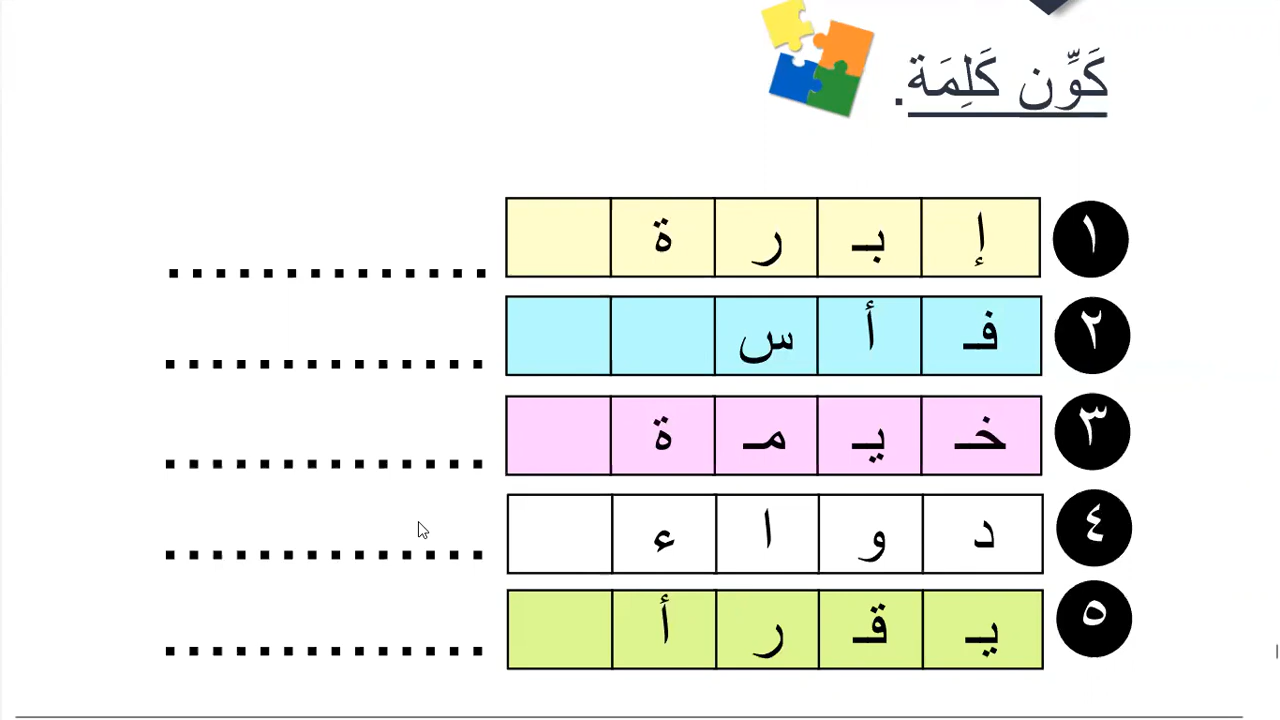 كَوِّن كَلِمَة.
١ إ بـ ر ة ..............
٢ فـ أ س ..............
٣ خـ يـ مـ ة ..............
٤ د و ا ء ..............
٥ يـ قـ ر أ ..............